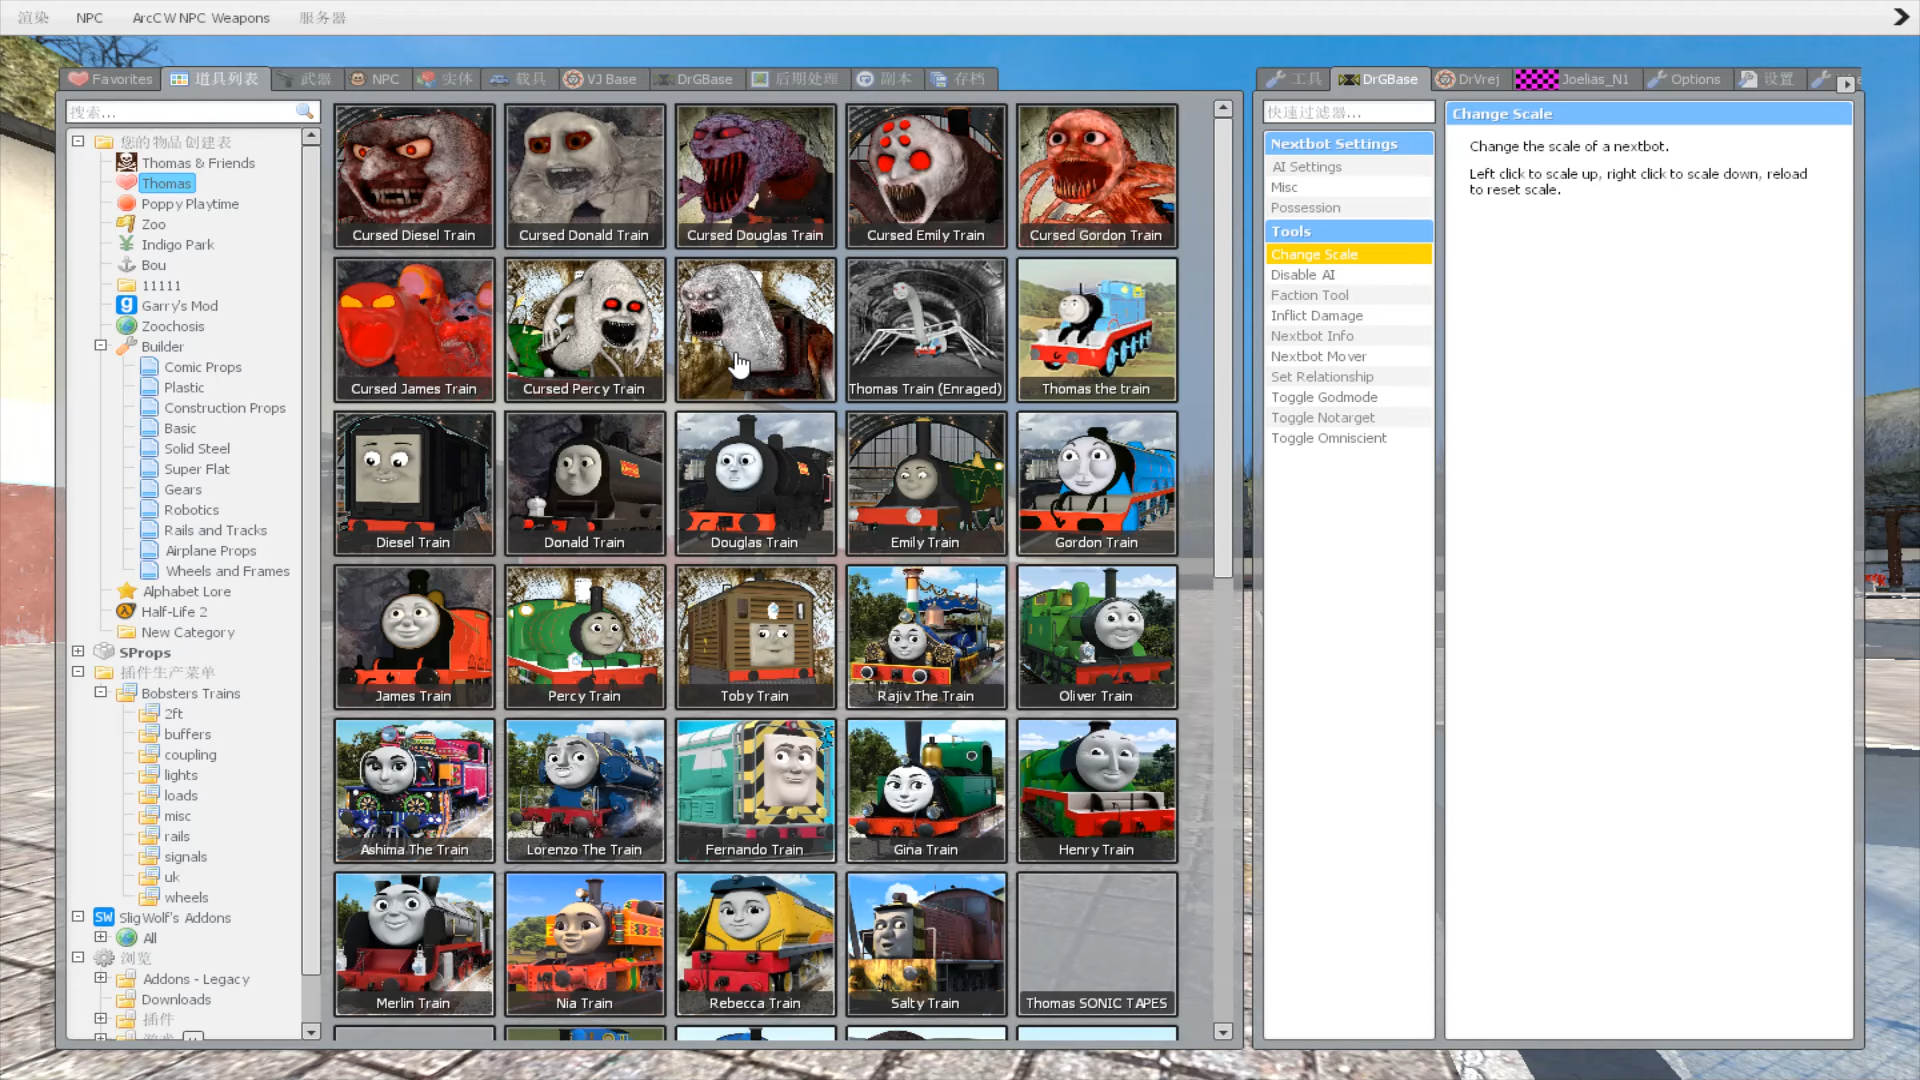 渲染 NPC ArcCW NPC Weapons 服务器
Favorites 道具列表 武器 NPC 实体 载具 VJ Base DrGBase 后期处理 副本 存档
搜索...
您的物品创建表
Thomas & Friends
Thomas
Poppy Playtime
Zoo
Indigo Park
Bou
11111
Garry's Mod
Zoochosis
Builder
Comic Props
Plastic
Construction Props
Basic
Solid Steel
Super Flat
Gears
Robotics
Rails and Tracks
Airplane Props
Wheels and Frames
Alphabet Lore
Half-Life 2
New Category
SProps
插件生产菜单
Bobsters Trains
2ft
buffers
coupling
lights
loads
misc
rails
signals
uk
wheels
SW SligWolf's Addons
All
浏览
Addons - Legacy
Downloads
插件
Cursed Diesel Train
Cursed Donald Train
Cursed Douglas Train
Cursed Emily Train
Cursed Gordon Train
Cursed James Train
Cursed Percy Train
Thomas Train (Enraged)
Thomas the train
Diesel Train
Donald Train
Douglas Train
Emily Train
Gordon Train
James Train
Percy Train
Toby Train
Rajiv The Train
Oliver Train
Ashima The Train
Lorenzo The Train
Fernando Train
Gina Train
Henry Train
Merlin Train
Nia Train
Rebecca Train
Salty Train
Thomas SONIC TAPES
工具 DrGBase DrVrej Joelias_N1 Options 设置
快速过滤器...
Nextbot Settings
AI Settings
Misc
Possession
Tools
Change Scale
Disable AI
Faction Tool
Inflict Damage
Nextbot Info
Nextbot Mover
Set Relationship
Toggle Godmode
Toggle Notarget
Toggle Omniscient
Change Scale
Change the scale of a nextbot.
Left click to scale up, right click to scale down, reload
to reset scale.